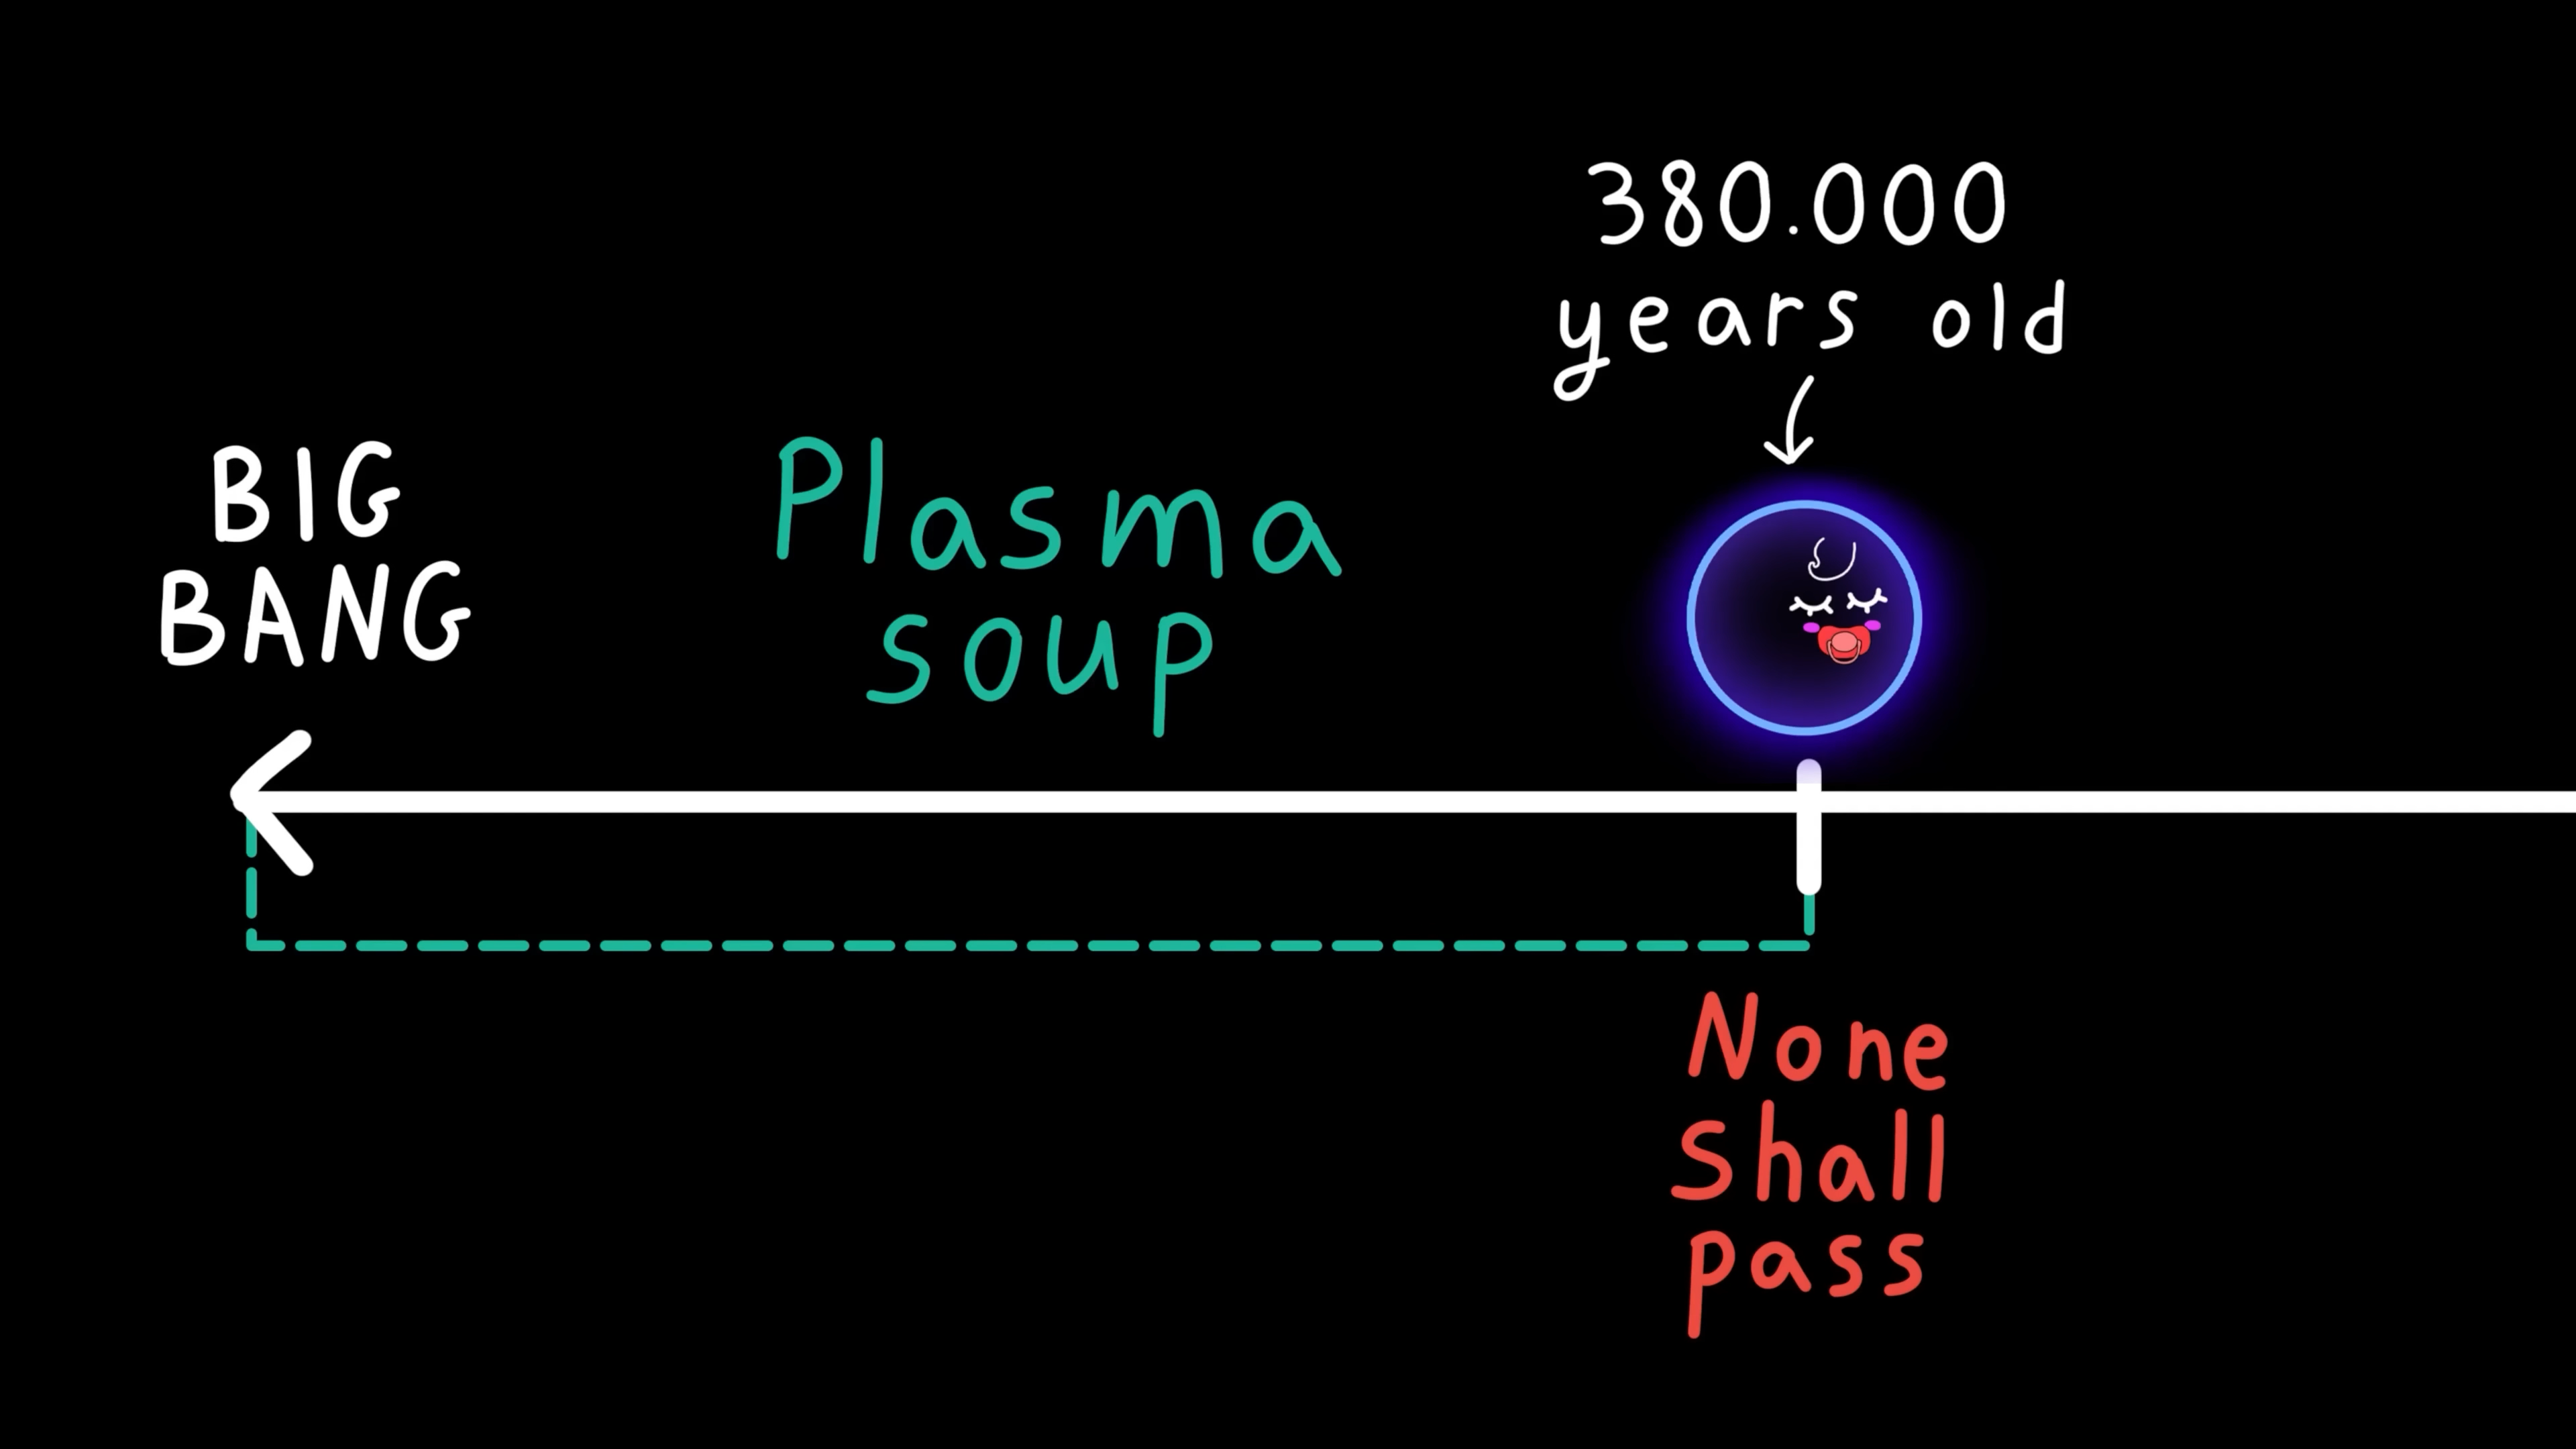 BIG
BANG
Plasma
soup
380.000
years old
None
Shall
pass